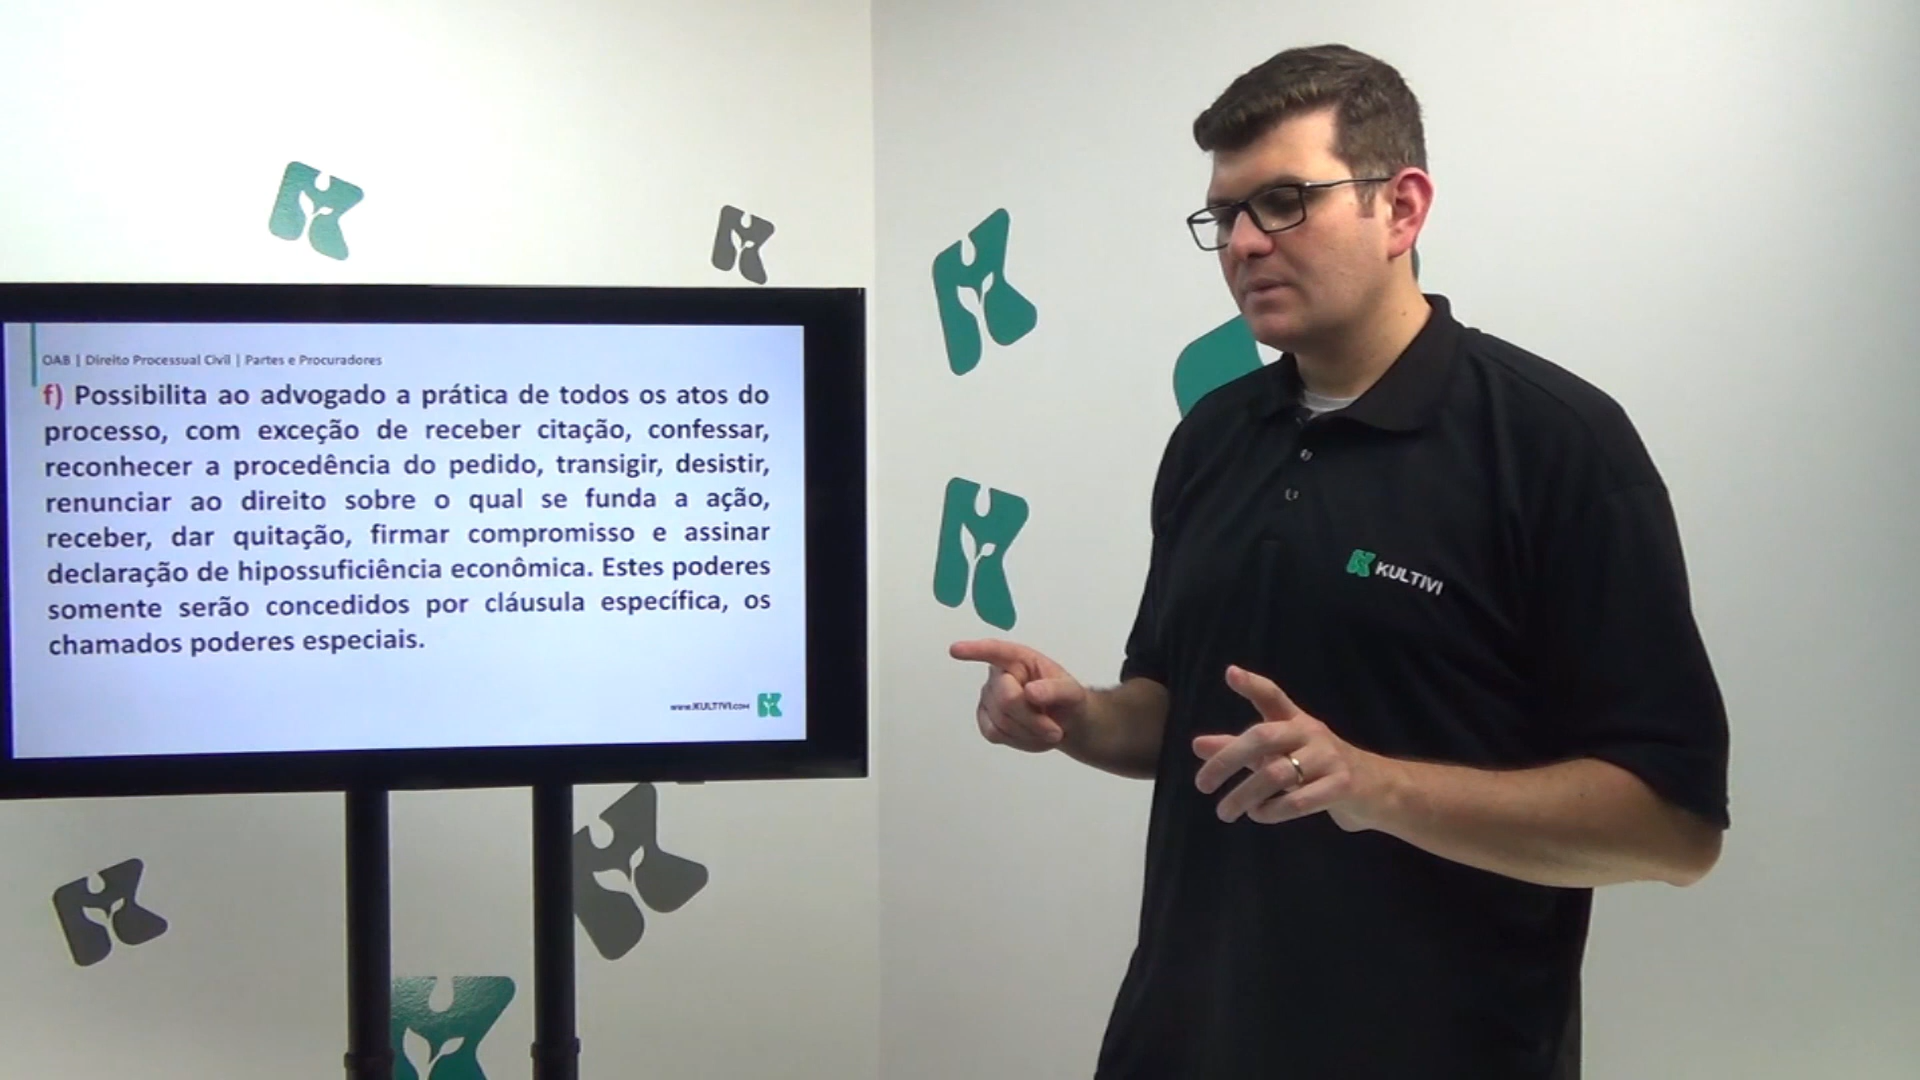 OAB | Direito Processual Civil | Partes e Procuradores
f) Possibilita ao advogado a prática de todos os atos do
processo, com exceção de receber citação, confessar,
reconhecer a procedência do pedido, transigir, desistir,
renunciar ao direito sobre o qual se funda a ação,
receber, dar quitação, firmar compromisso e assinar
declaração de hipossuficiência econômica. Estes poderes
somente serão concedidos por cláusula específica, os
chamados poderes especiais.
www.KULTIVI.COM
KULTIVI